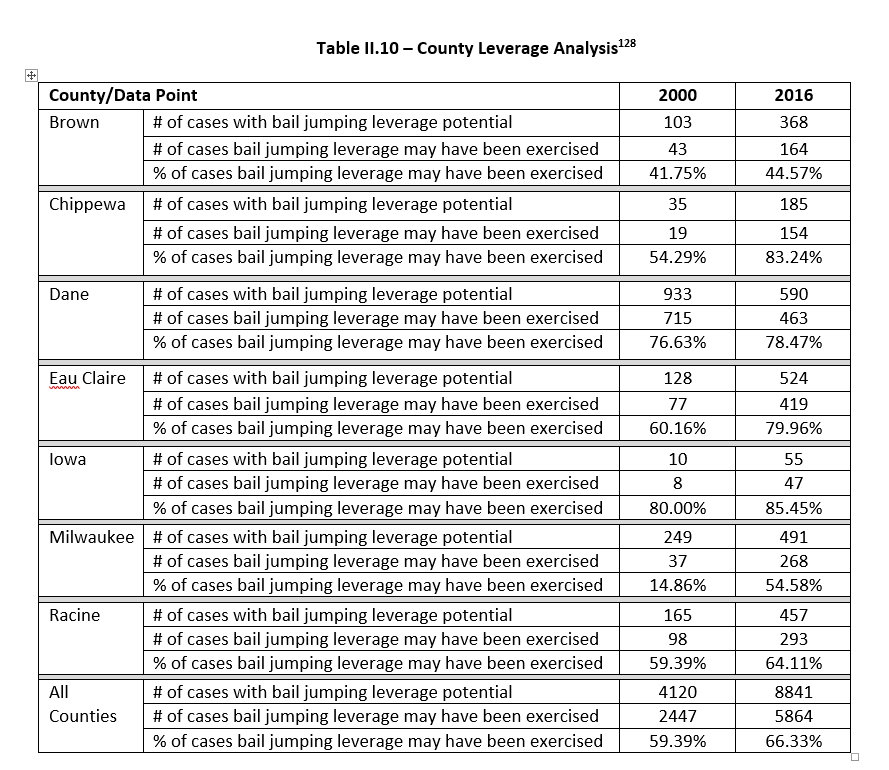 Table II.10 – County Leverage Analysis128
County/Data Point 2000 2016
Brown # of cases with bail jumping leverage potential 103 368
# of cases bail jumping leverage may have been exercised 43 164
% of cases bail jumping leverage may have been exercised 41.75% 44.57%
Chippewa # of cases with bail jumping leverage potential 35 185
# of cases bail jumping leverage may have been exercised 19 154
% of cases bail jumping leverage may have been exercised 54.29% 83.24%
Dane # of cases with bail jumping leverage potential 933 590
# of cases bail jumping leverage may have been exercised 715 463
% of cases bail jumping leverage may have been exercised 76.63% 78.47%
Eau Claire # of cases with bail jumping leverage potential 128 524
# of cases bail jumping leverage may have been exercised 77 419
% of cases bail jumping leverage may have been exercised 60.16% 79.96%
Iowa # of cases with bail jumping leverage potential 10 55
# of cases bail jumping leverage may have been exercised 8 47
% of cases bail jumping leverage may have been exercised 80.00% 85.45%
Milwaukee # of cases with bail jumping leverage potential 249 491
# of cases bail jumping leverage may have been exercised 37 268
% of cases bail jumping leverage may have been exercised 14.86% 54.58%
Racine # of cases with bail jumping leverage potential 165 457
# of cases bail jumping leverage may have been exercised 98 293
% of cases bail jumping leverage may have been exercised 59.39% 64.11%
All # of cases with bail jumping leverage potential 4120 8841
Counties # of cases bail jumping leverage may have been exercised 2447 5864
% of cases bail jumping leverage may have been exercised 59.39% 66.33%